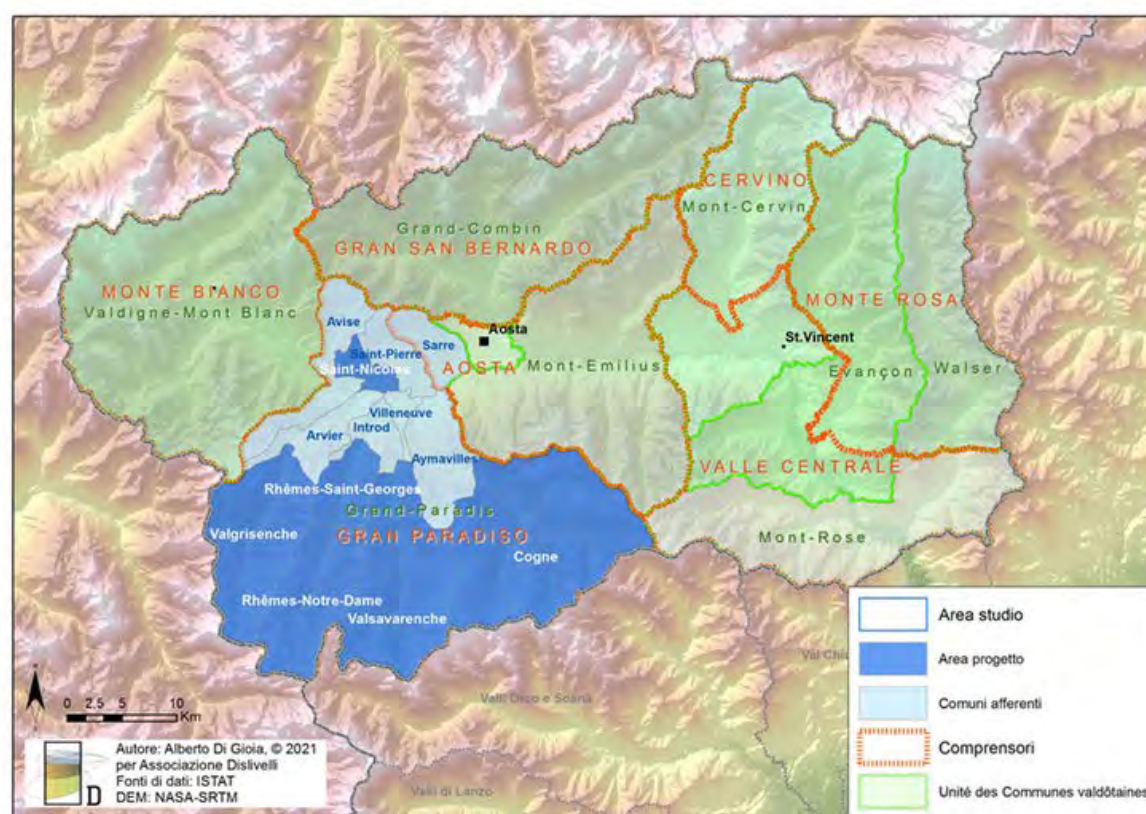 CERVINO
Mont-Cervin
Grand-Combin
GRAN SAN BERNARDO
MONTE BIANCO
Valdigne-Mont Blanc
MONTE ROSA
Avise
Aosta
St.Vincent
Sarre
Saint-Pierre
Saint-Nicolas
AOSTA
Mont-Emilius
Evançon
Walser
Villeneuve
Introd
Arvier
Aymavilles
VALLE CENTRALE
Rhêmes-Saint-Georges
Grand-Paradis
GRAN PARADISO
Valgrisenche
Mont-Rose
Cogne
Rhêmes-Notre-Dame
Valsavarenche
Valli Orco e Soana
Valli di Lanzo
0 2.5 5 10
Km
Autore: Alberto Di Gioia, © 2021
per Associazione Dislivelli
Fonti di dati: ISTAT
DEM: NASA-SRTM
D
Area studio
Area progetto
Comuni afferenti
Comprensori
Unité des Communes valdôtaines